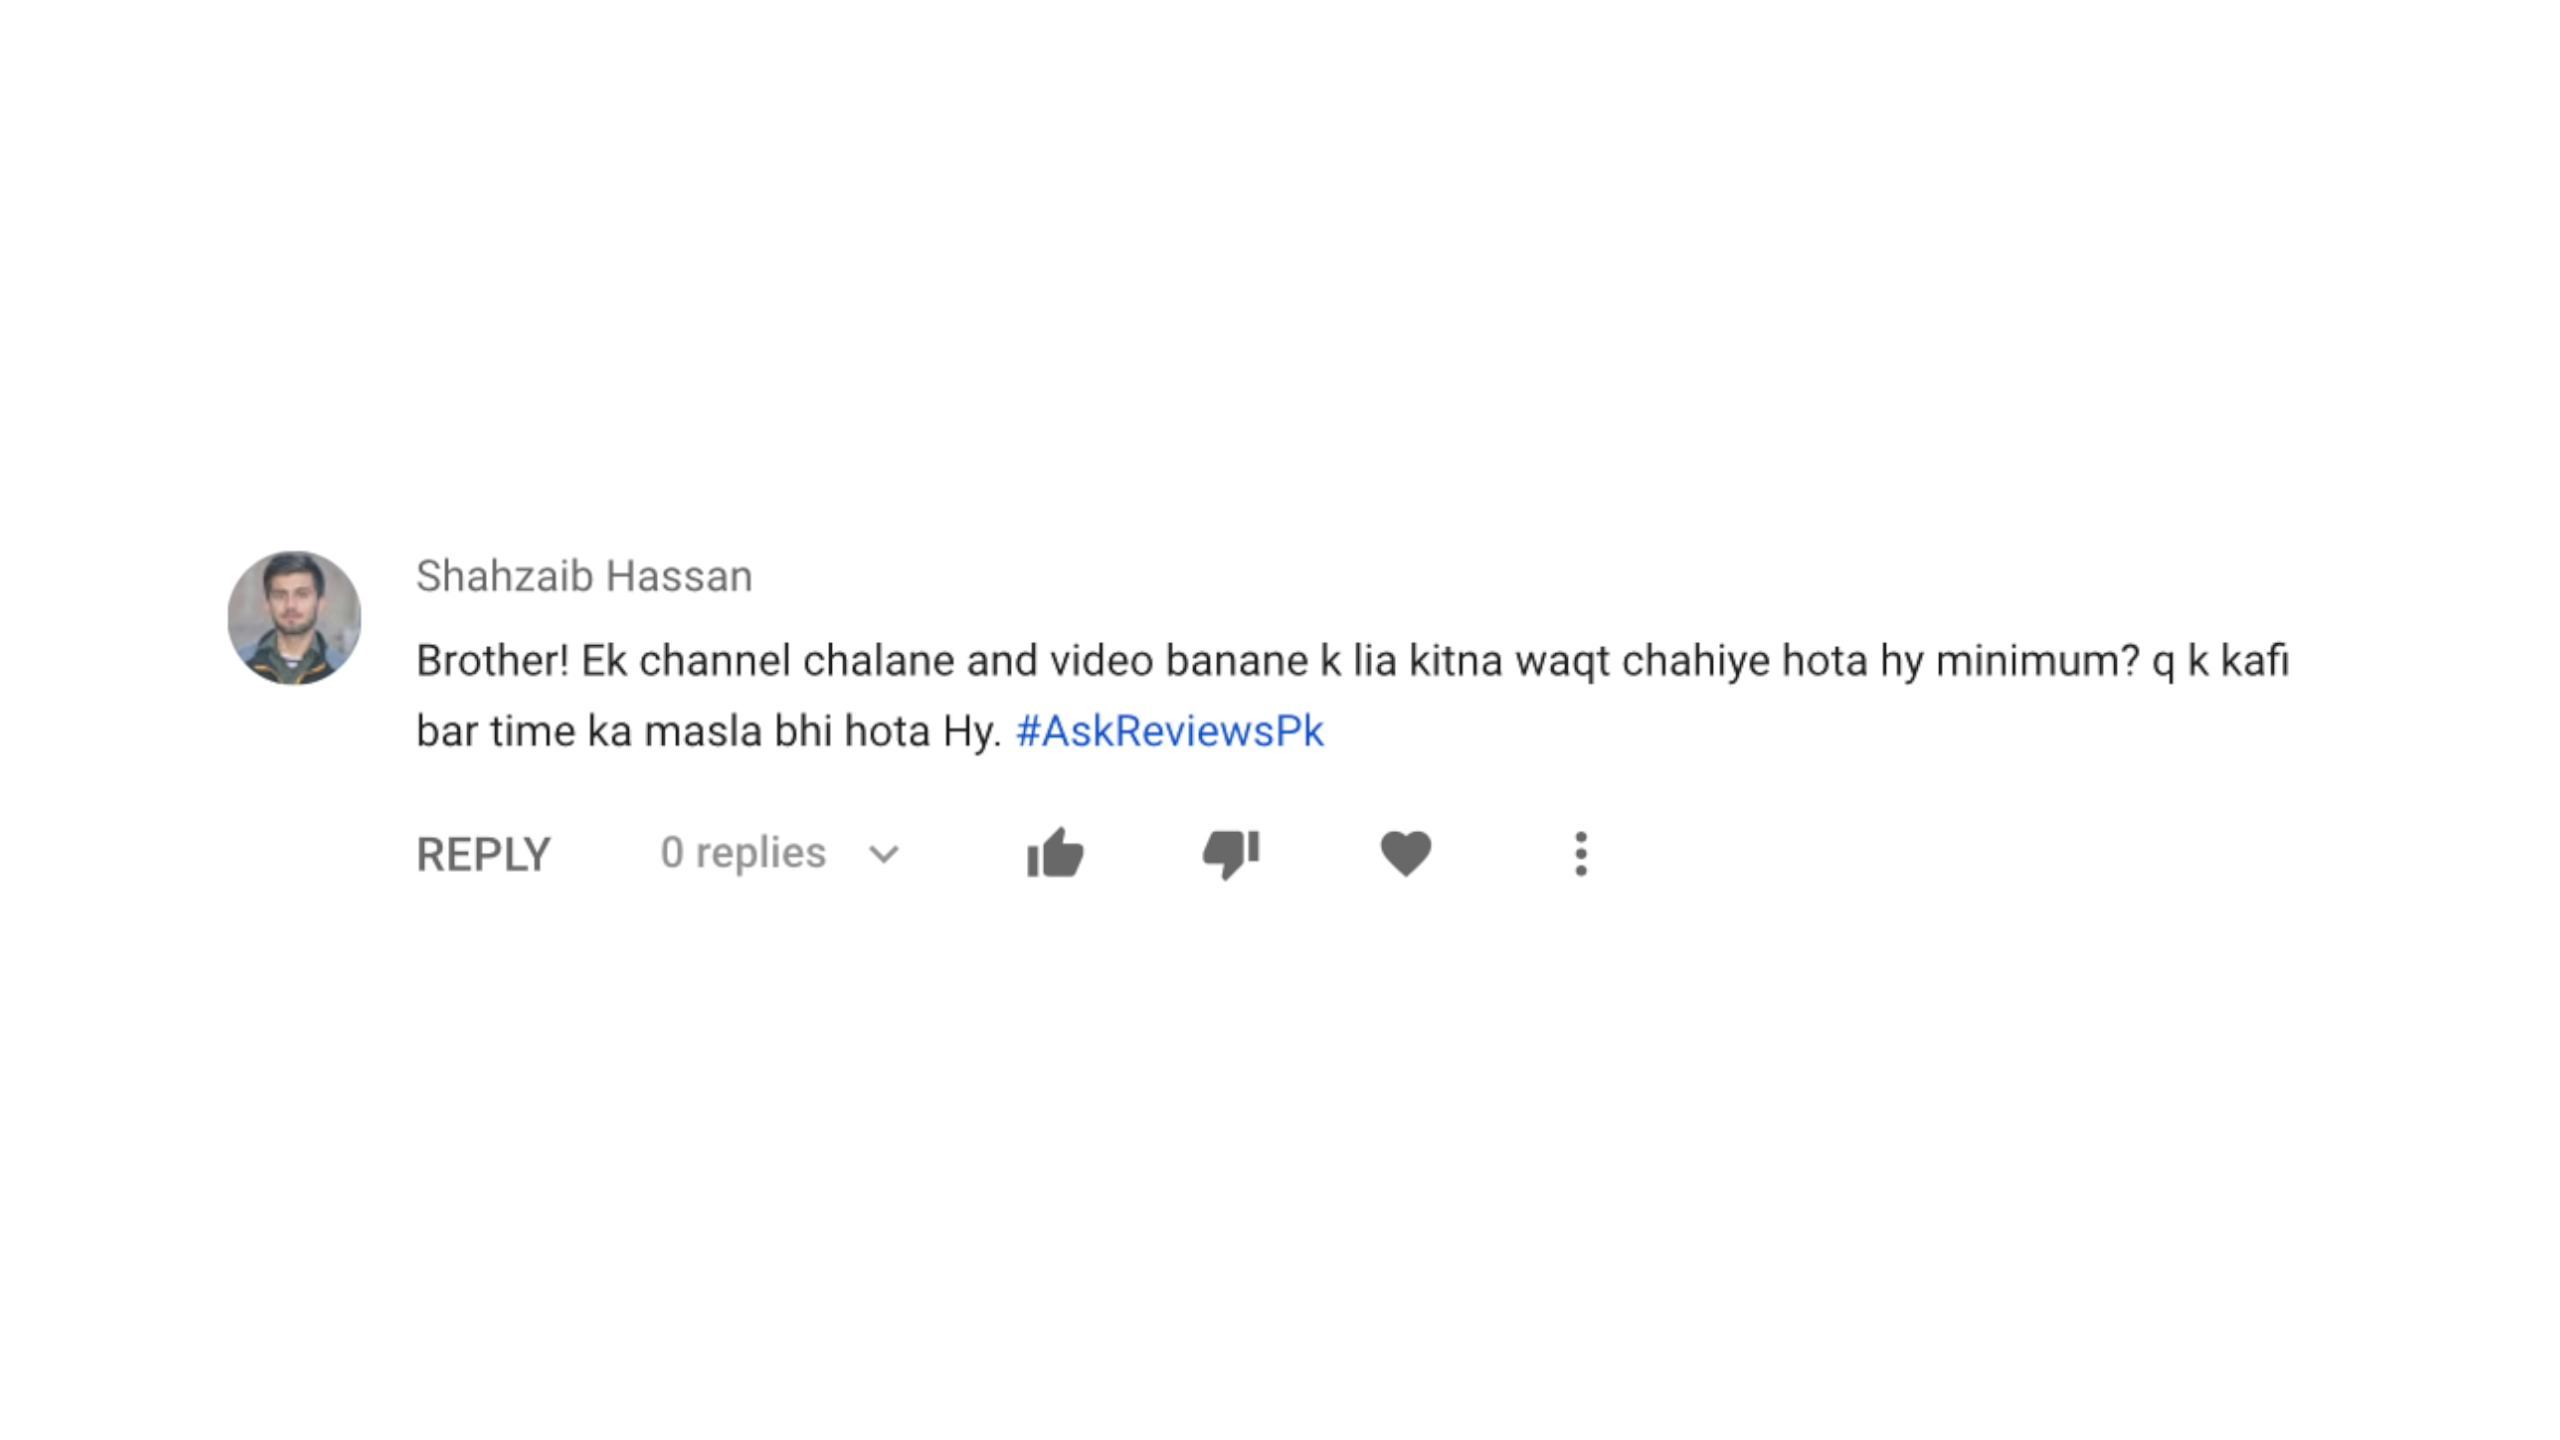 Shahzaib Hassan
Brother! Ek channel chalane and video banane k lia kitna waqt chahiye hota hy minimum? q k kafi
bar time ka masla bhi hota Hy. #AskReviewsPk
REPLY 0 replies